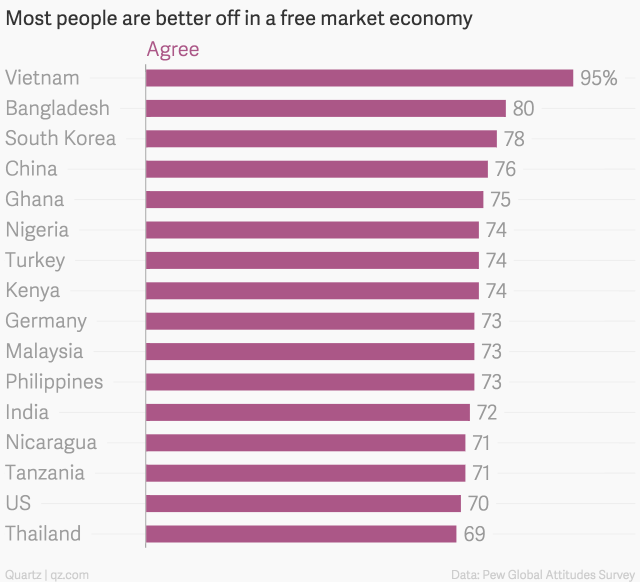 Most people are better off in a free market economy
Agree
Vietnam 95%
Bangladesh 80
South Korea 78
China 76
Ghana 75
Nigeria 74
Turkey 74
Kenya 74
Germany 73
Malaysia 73
Philippines 73
India 72
Nicaragua 71
Tanzania 71
US 70
Thailand 69
Quartz | qz.com Data: Pew Global Attitudes Survey